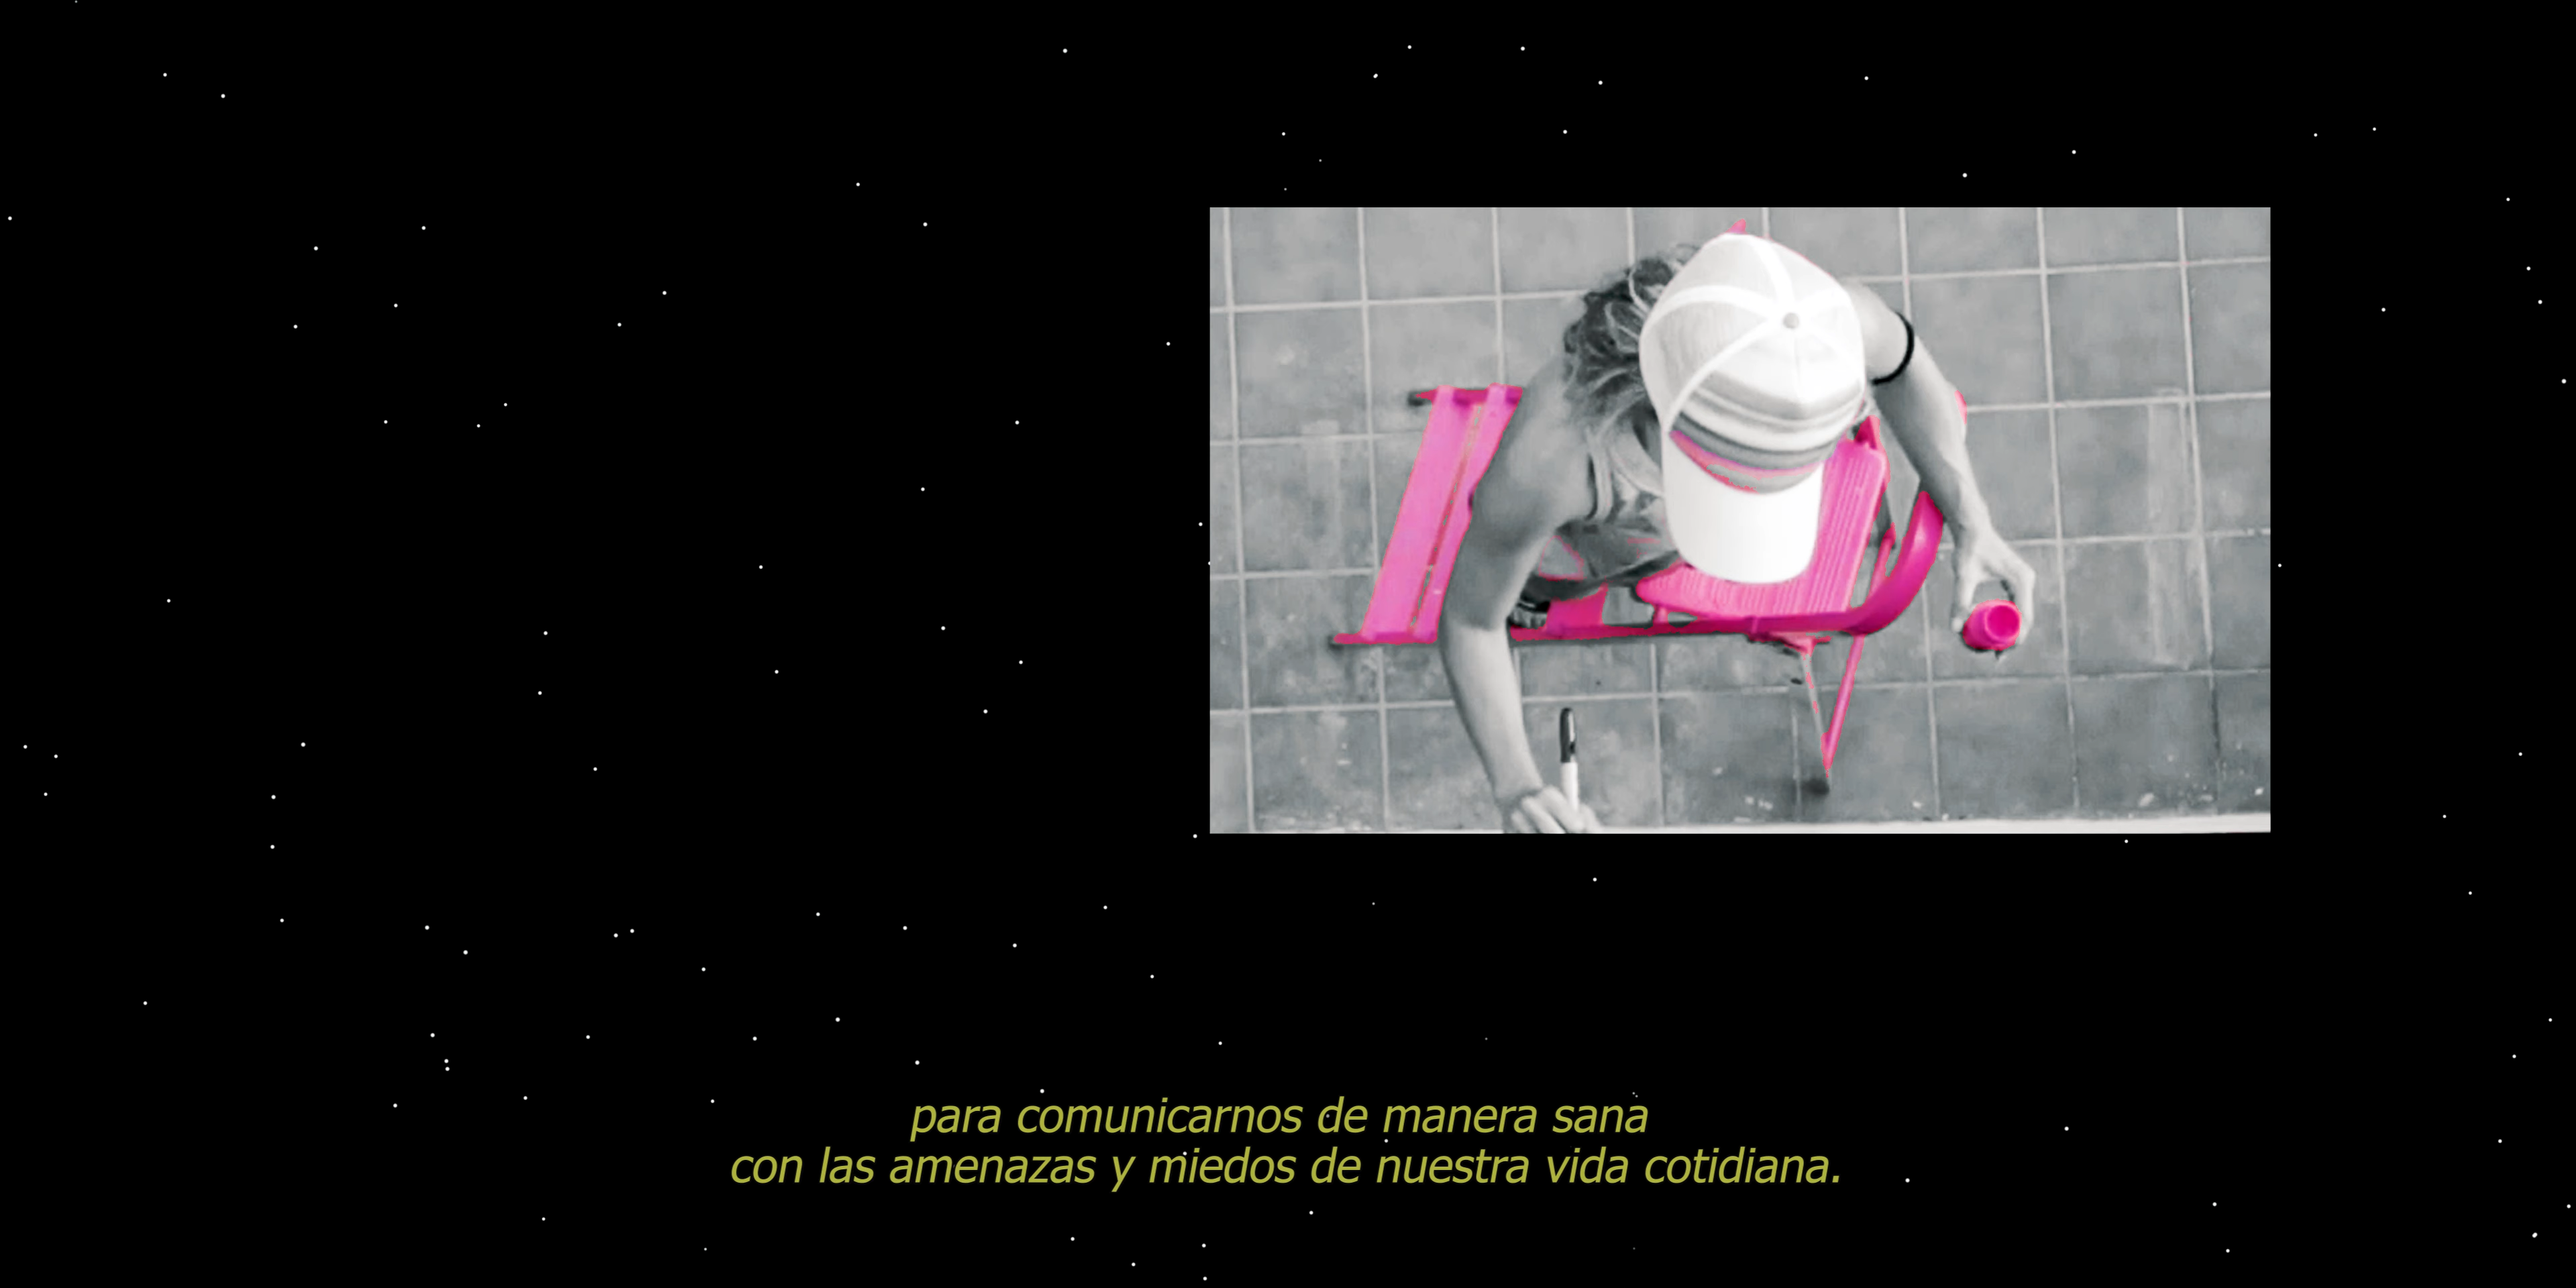 para comunicarnos de manera sana
con las amenazas y miedos de nuestra vida cotidiana.